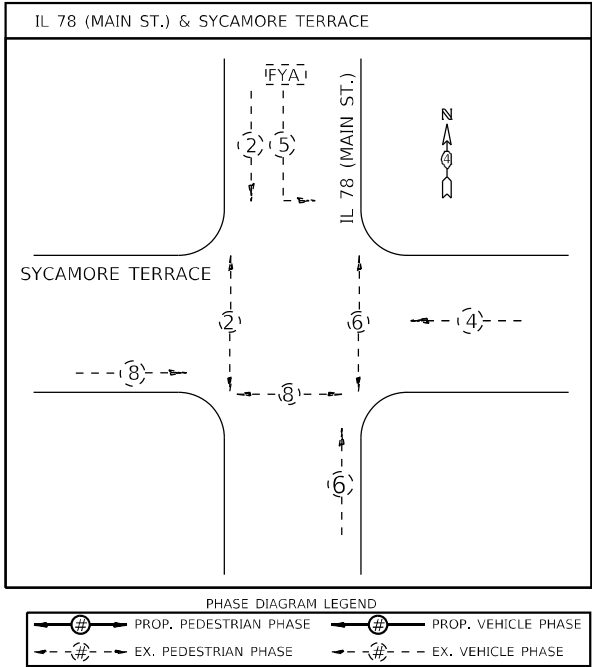 IL 78 (MAIN ST.) & SYCAMORE TERRACE
FYA
IL 78 (MAIN ST.)
2 5
N
4
SYCAMORE TERRACE
2 6 4
8
8
6
PHASE DIAGRAM LEGEND
# PROP. PEDESTRIAN PHASE # PROP. VEHICLE PHASE
# EX. PEDESTRIAN PHASE # EX. VEHICLE PHASE